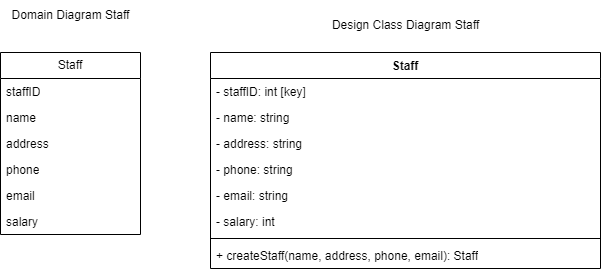 Domain Diagram Staff
Staff
staffID
name
address
phone
email
salary
Design Class Diagram Staff
Staff
- staffID: int [key]
- name: string
- address: string
- phone: string
- email: string
- salary: int
+ createStaff(name, address, phone, email): Staff